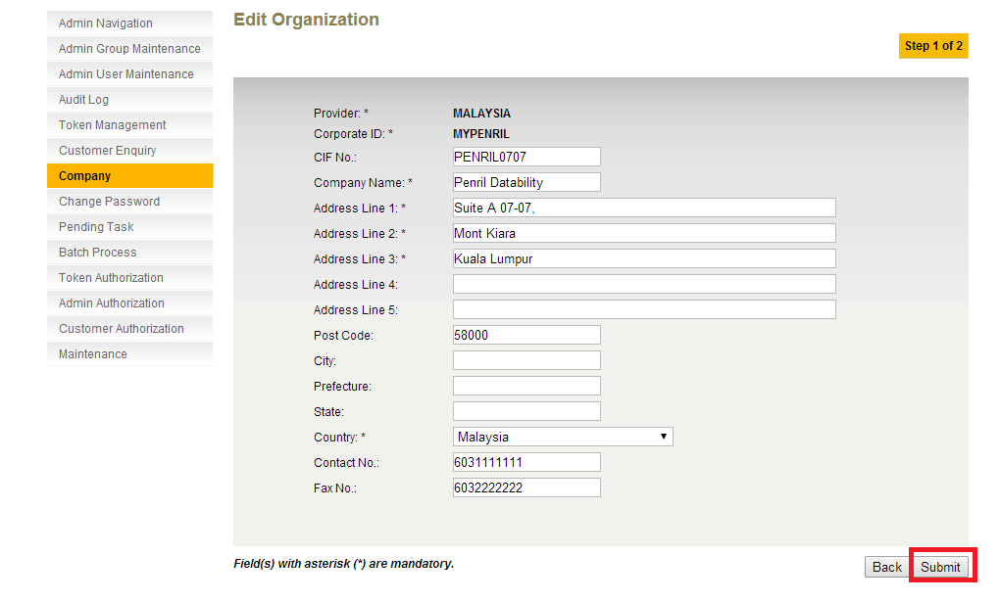 Admin Navigation
Admin Group Maintenance
Admin User Maintenance
Audit Log
Token Management
Customer Enquiry
Company
Change Password
Pending Task
Batch Process
Token Authorization
Admin Authorization
Customer Authorization
Maintenance
Edit Organization
Step 1 of 2
Provider: * MALAYSIA
Corporate ID: * MYPENRIL
CIF No.: PENRIL0707
Company Name: * Penril Datability
Address Line 1: * Suite A 07-07,
Address Line 2: * Mont Kiara
Address Line 3: * Kuala Lumpur
Address Line 4:
Address Line 5:
Post Code: 58000
City:
Prefecture:
State:
Country: * Malaysia
Contact No.: 6031111111
Fax No.: 6032222222
Field(s) with asterisk (*) are mandatory.
Back Submit